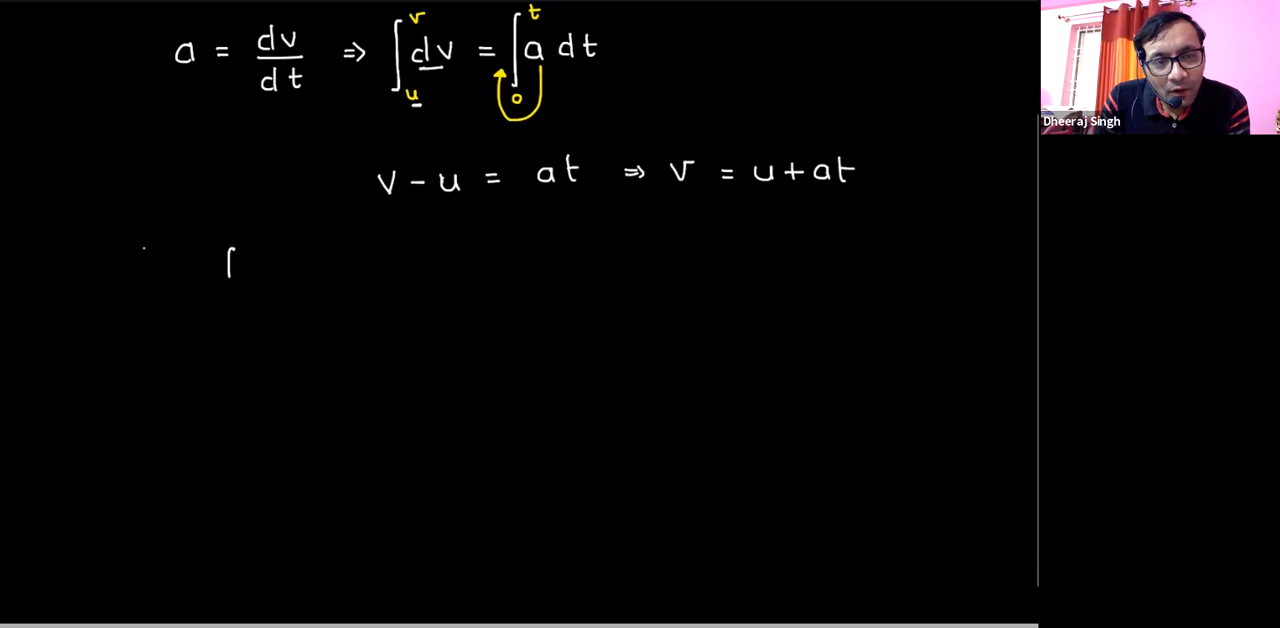 a = dv/dt ⇒ ∫_u^v dv = ∫_0^t a dt
v - u = at ⇒ v = u + at
Dheeraj Singh